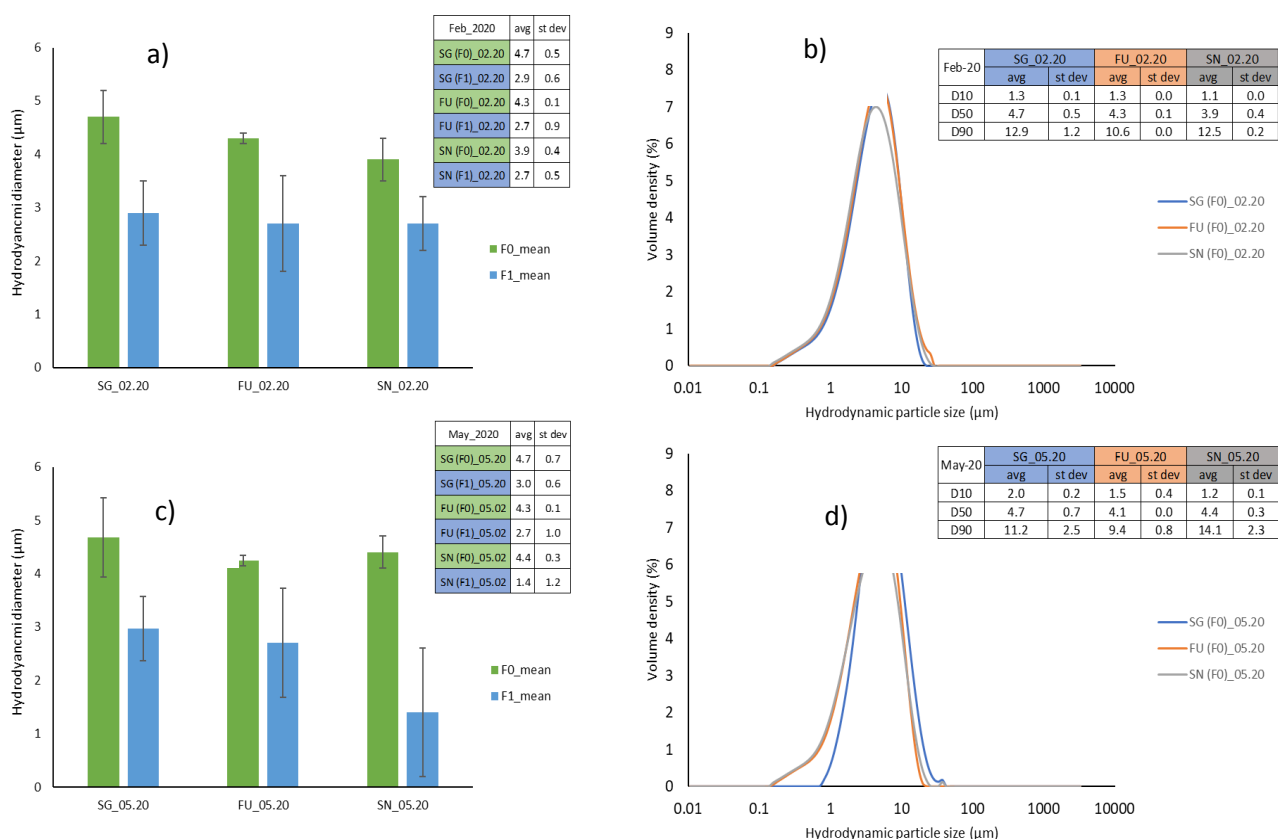 a)
Feb_2020 avg st dev
SG (F0)_02.20 4.7 0.5
SG (F1)_02.20 2.9 0.6
FU (F0)_02.20 4.3 0.1
FU (F1)_02.20 2.7 0.9
SN (F0)_02.20 3.9 0.4
SN (F1)_02.20 2.7 0.5
Hydrodyancmi diameter (µm)
6
5
4
3
2
1
0
SG_02.20 FU_02.20 SN_02.20
F0_mean
F1_mean
b)
Feb-20 SG_02.20 FU_02.20 SN_02.20
avg st dev avg st dev avg st dev
D10 1.3 0.1 1.3 0.0 1.1 0.0
D50 4.7 0.5 4.3 0.1 3.9 0.4
D90 12.9 1.2 10.6 0.0 12.5 0.2
Volume density (%)
9
8
7
6
5
4
3
2
1
0
0.01 0.1 1 10 100 1000 10000
Hydrodynamic particle size (µm)
SG (F0)_02.20
FU (F0)_02.20
SN (F0)_02.20
c)
May_2020 avg st dev
SG (F0)_05.20 4.7 0.7
SG (F1)_05.20 3.0 0.6
FU (F0)_05.02 4.3 0.1
FU (F1)_05.02 2.7 1.0
SN (F0)_05.02 4.4 0.3
SN (F1)_05.02 1.4 1.2
Hydrodyancmi diameter (µm)
6
5
4
3
2
1
0
SG_05.20 FU_05.20 SN_05.20
F0_mean
F1_mean
d)
May-20 SG_05.20 FU_05.20 SN_05.20
avg st dev avg st dev avg st dev
D10 2.0 0.2 1.5 0.4 1.2 0.1
D50 4.7 0.7 4.1 0.0 4.4 0.3
D90 11.2 2.5 9.4 0.8 14.1 2.3
Volume density (%)
9
8
7
6
5
4
3
2
1
0
0.01 0.1 1 10 100 1000 10000
Hydrodynamic particle size (µm)
SG (F0)_05.20
FU (F0)_05.20
SN (F0)_05.20